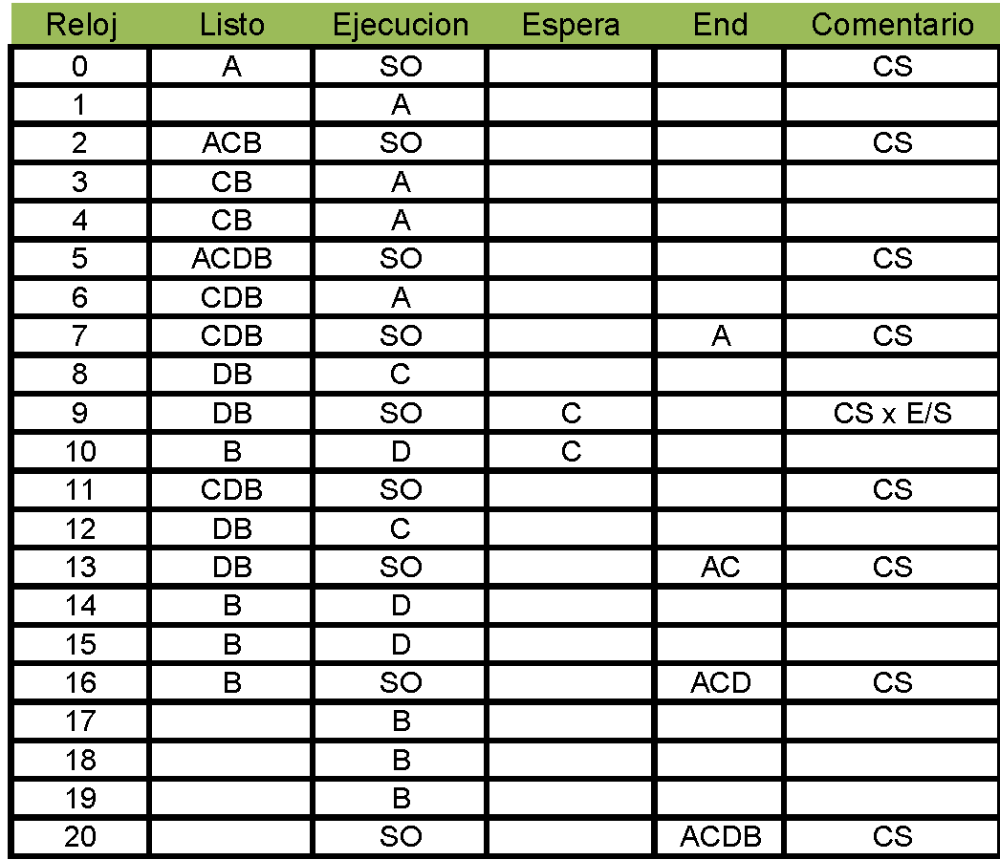 Reloj Listo Ejecucion Espera End Comentario
0 A SO CS
1 A
2 ACB SO CS
3 CB A
4 CB A
5 ACDB SO CS
6 CDB A
7 CDB SO A CS
8 DB C
9 DB SO C CS x E/S
10 B D C
11 CDB SO CS
12 DB C
13 DB SO AC CS
14 B D
15 B D
16 B SO ACD CS
17 B
18 B
19 B
20 SO ACDB CS